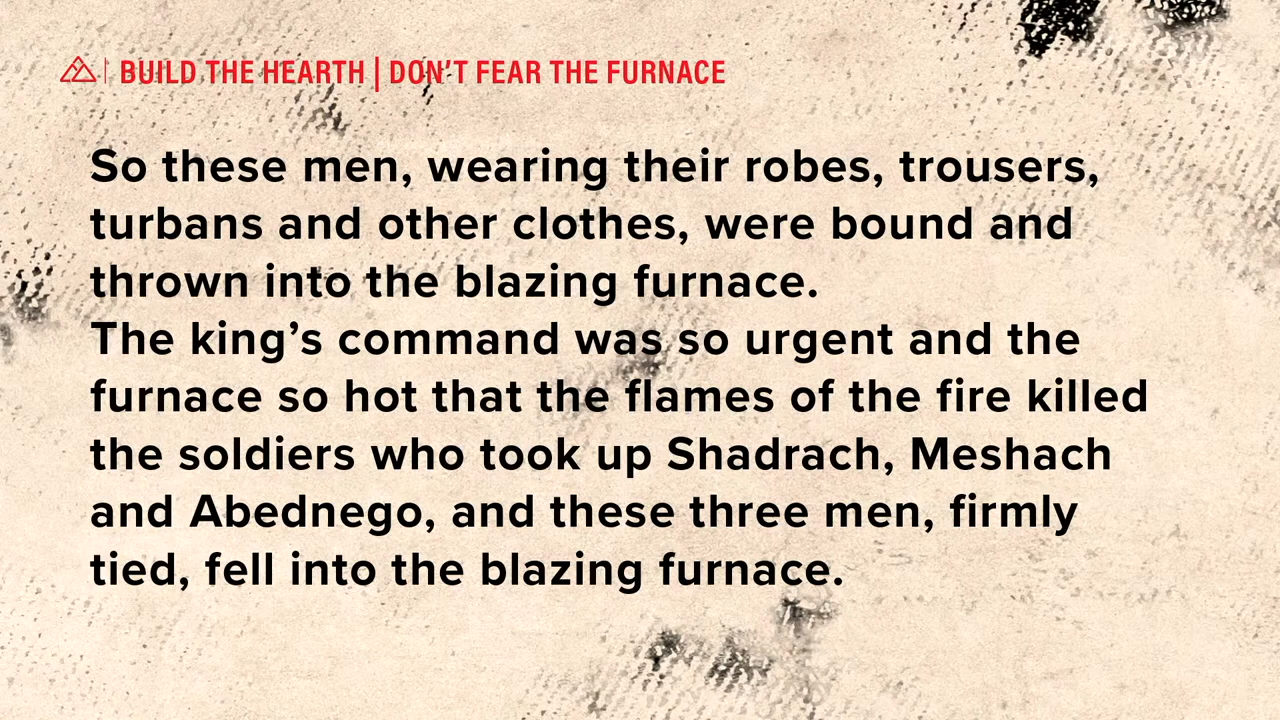 BUILD THE HEARTH | DON'T FEAR THE FURNACE
So these men, wearing their robes, trousers,
turbans and other clothes, were bound and
thrown into the blazing furnace.
The king’s command was so urgent and the
furnace so hot that the flames of the fire killed
the soldiers who took up Shadrach, Meshach
and Abednego, and these three men, firmly
tied, fell into the blazing furnace.